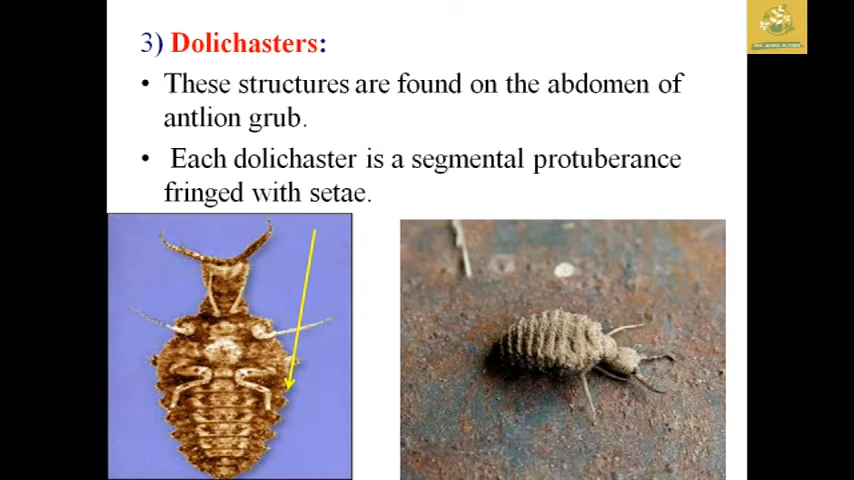 3) Dolichasters:
• These structures are found on the abdomen of
antlion grub.
• Each dolichaster is a segmental protuberance
fringed with setae.